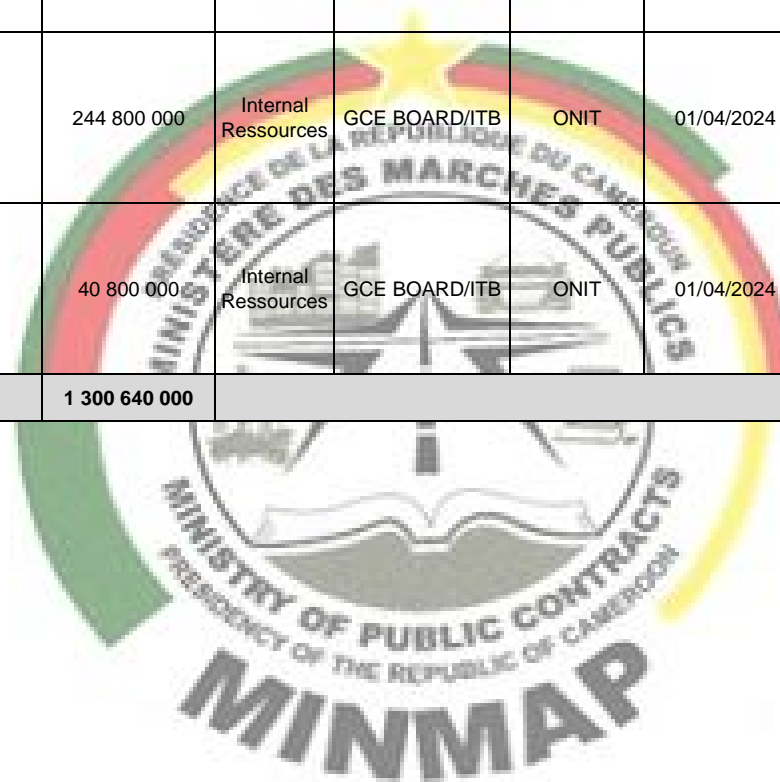 244 800 000 Internal Ressources GCE BOARD/ITB ONIT 01/04/2024
40 800 000 Internal Ressources GCE BOARD/ITB ONIT 01/04/2024
1 300 640 000
PRÉSIDENCE DE LA RÉPUBLIQUE DU CAMEROUN
MINISTERE DES MARCHES PUBLICS
MINISTRY OF PUBLIC CONTRACTS
PRESIDENCY OF THE REPUBLIC OF CAMEROON
MINMAP